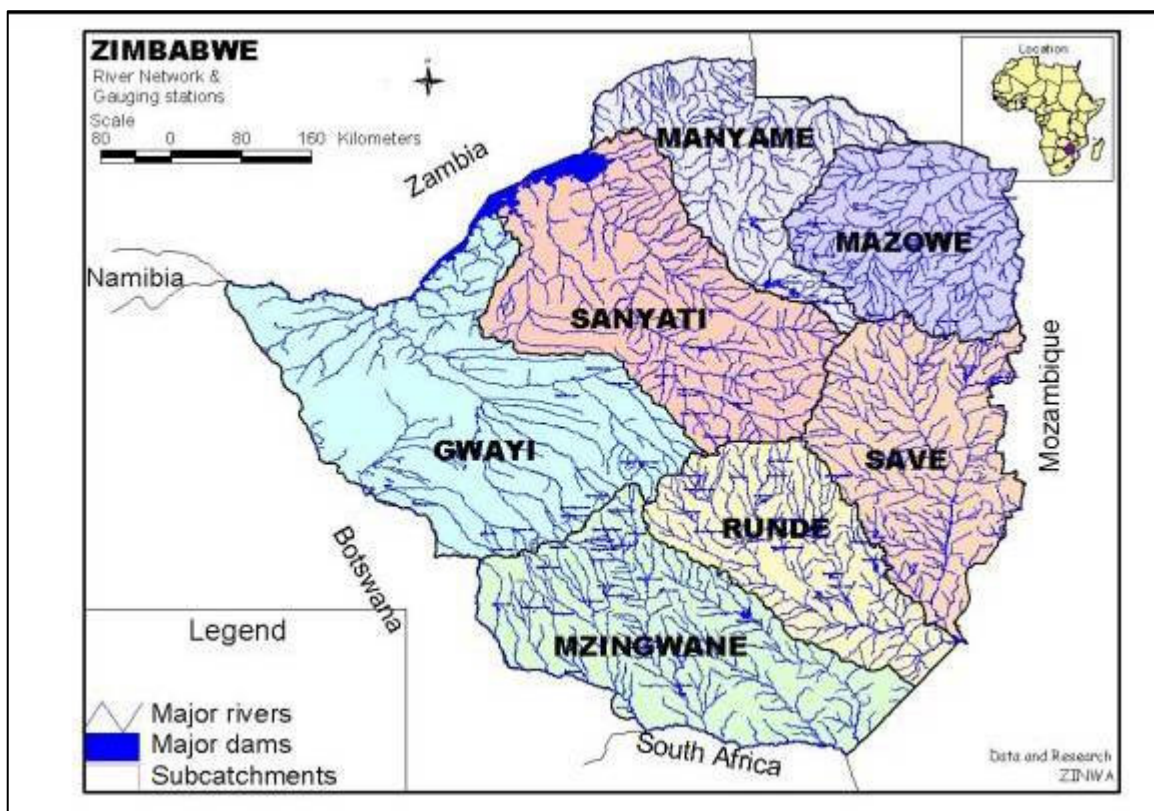 ZIMBABWE
River Network &
Gauging stations
Scale
80 0 80 160 Kilometers
Location
Zambia
Namibia
MANYAME
MAZOWE
SANYATI
Mozambique
GWAYI
SAVE
RUNDE
Botswana
MZINGWANE
South Africa
Legend
Major rivers
Major dams
Subcatchments
Data and Research
ZINWA